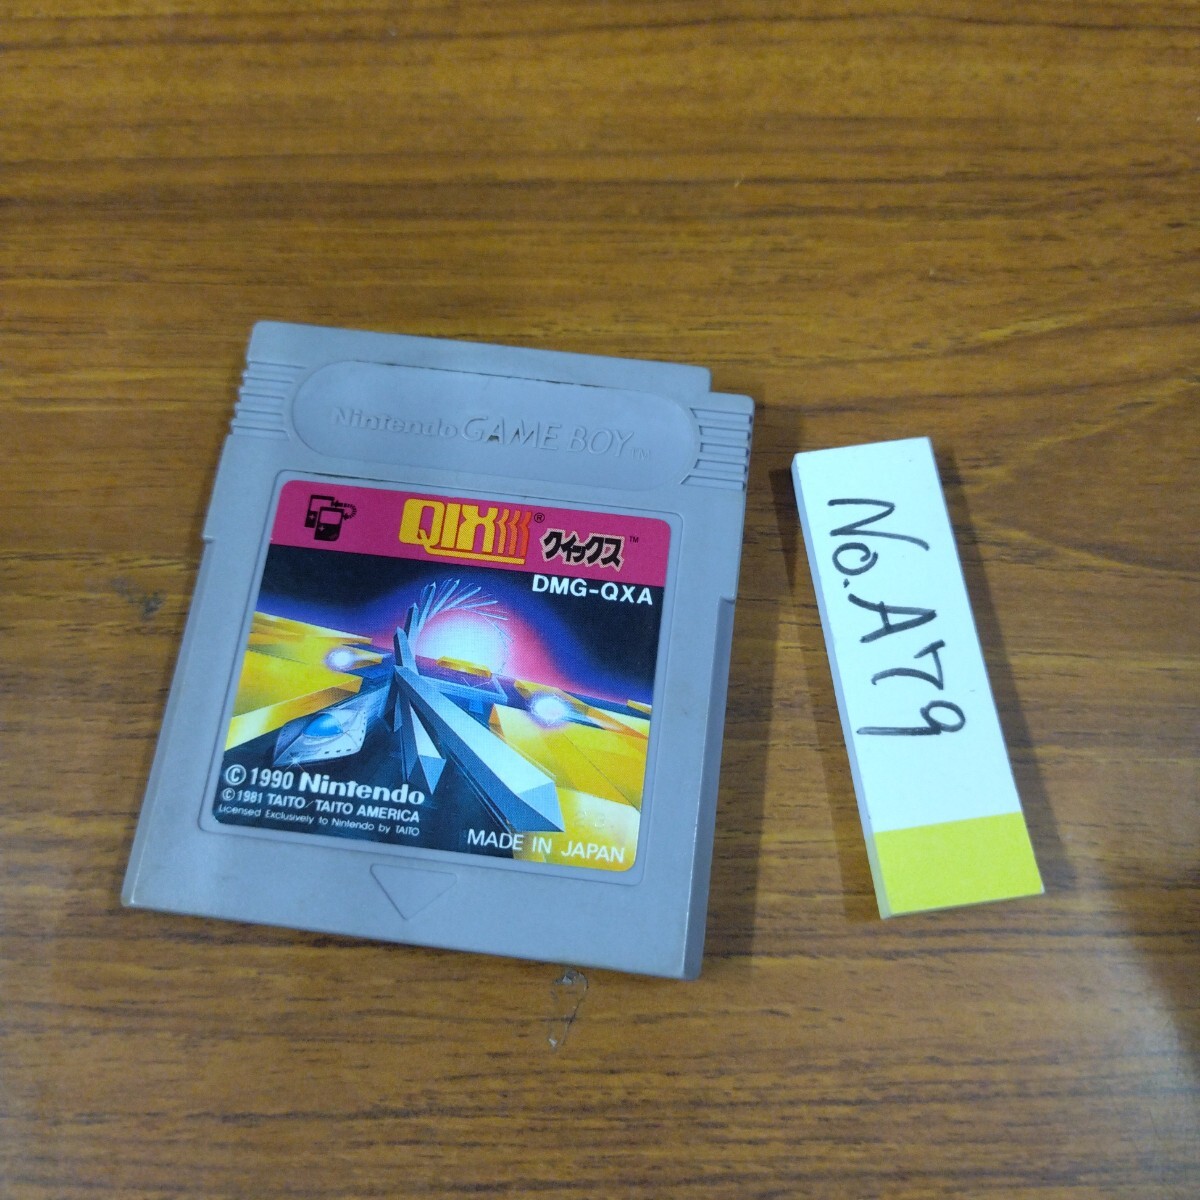 Nintendo GAME BOY TM
QIX ® クイックス ™
DMG-QXA
© 1990 Nintendo
© 1981 TAITO/TAITO AMERICA
Licensed Exclusively to Nintendo by TAITO
MADE IN JAPAN
No. A79